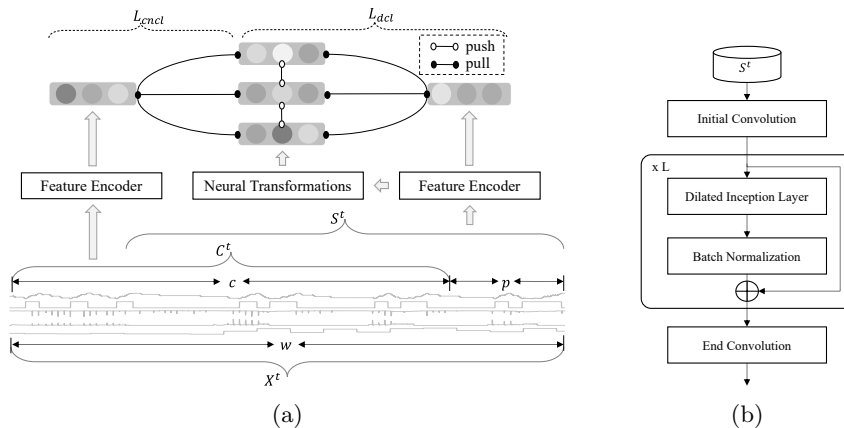 L_cncl
L_dcl
push
pull
Feature Encoder
Neural Transformations
Feature Encoder
S^t
C^t
c
p
w
X^t
(a)
S^t
Initial Convolution
x L
Dilated Inception Layer
Batch Normalization
End Convolution
(b)